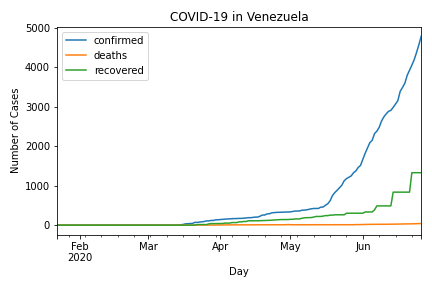 COVID-19 in Venezuela
confirmed
deaths
recovered
Number of Cases
5000
4000
3000
2000
1000
0
Feb
2020
Mar
Apr
May
Jun
Day